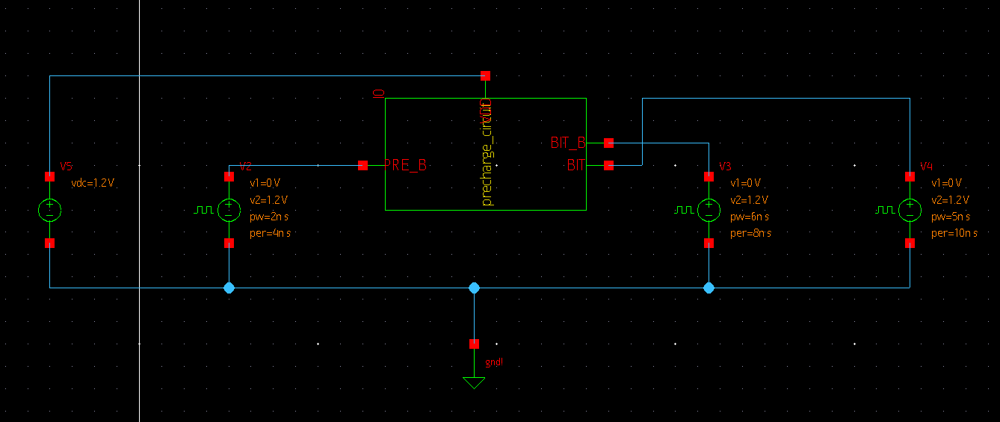 I0
precharge_circuit
BIT_B
PRE_B
BIT
V5
vdc=1.2V
V2
v1=0V
v2=1.2V
pw=2ns
per=4ns
V3
v1=0V
v2=1.2V
pw=6ns
per=8ns
V4
v1=0V
v2=1.2V
pw=5ns
per=10ns
gnd!